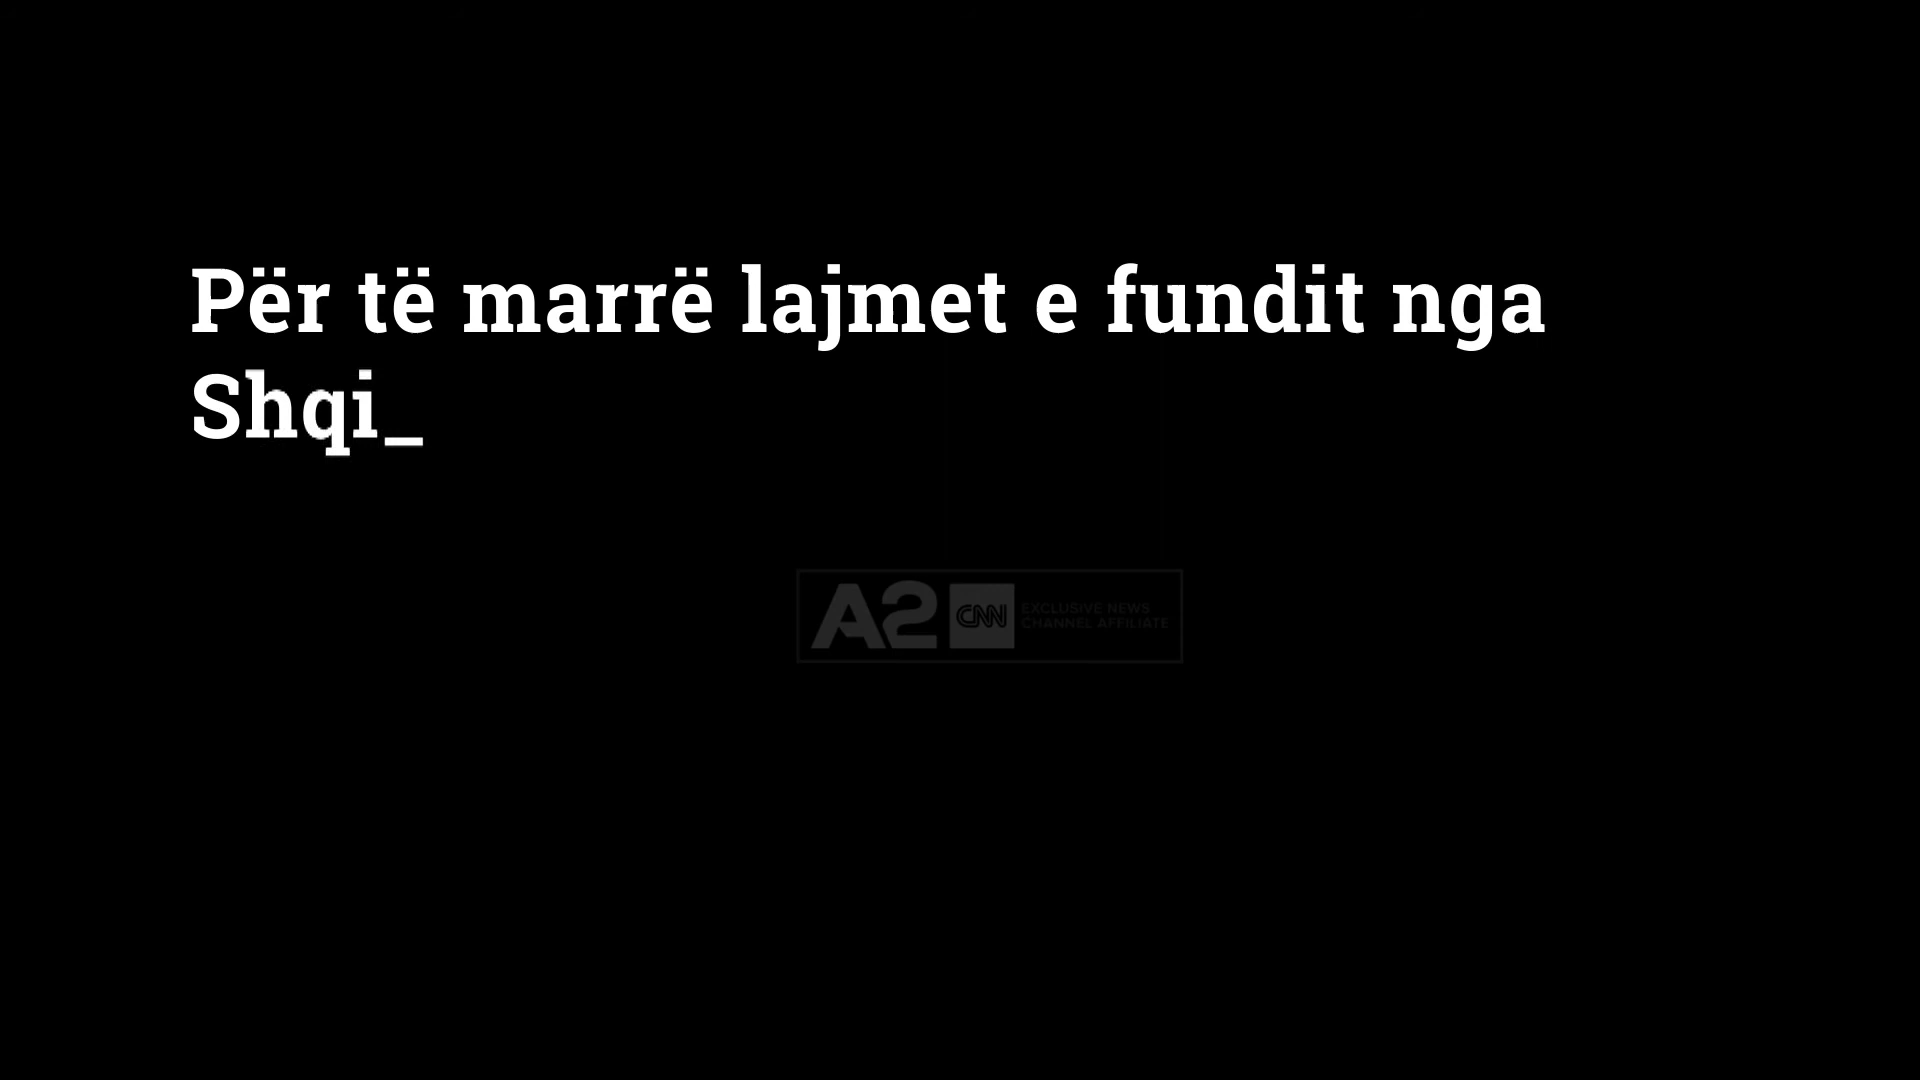 Për të marrë lajmet e fundit nga
Shqi_
A2 CNN EXCLUSIVE NEWS
CHANNEL AFFILIATE